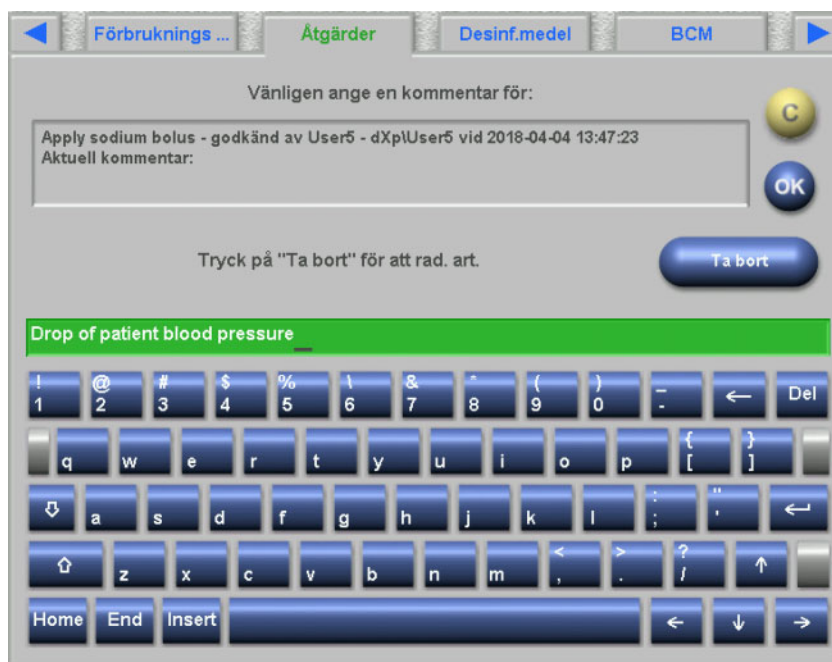 Förbruknings ...
Åtgärder
Desinf.medel
BCM
Vänligen ange en kommentar för:
C
Apply sodium bolus - godkänd av User5 - dXp\User5 vid 2018-04-04 13:47:23
Aktuell kommentar:
OK
Tryck på "Ta bort" för att rad. art.
Ta bort
Drop of patient blood pressure_
! @ # $ % \ & * ( ) _
1 2 3 4 5 6 7 8 9 0 - ← Del
{ }
q w e r t y u i o p [ ]
: "
a s d f g h j k l ; '
< > ?
z x c v b n m , . / ↑
Home End Insert ← ↓ →